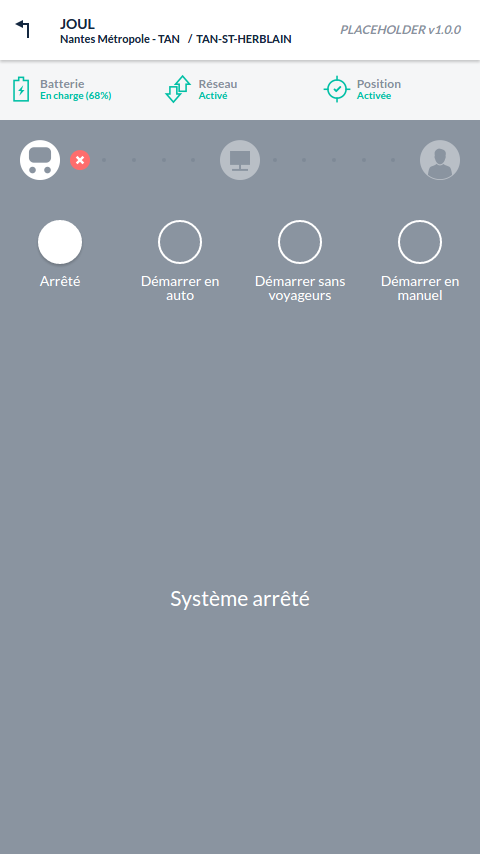 JOUL
Nantes Métropole - TAN / TAN-ST-HERBLAIN
PLACEHOLDER v1.0.0
Batterie
En charge (68%)
Réseau
Activé
Position
Activée
Arrêté
Démarrer en
auto
Démarrer sans
voyageurs
Démarrer en
manuel
Système arrêté